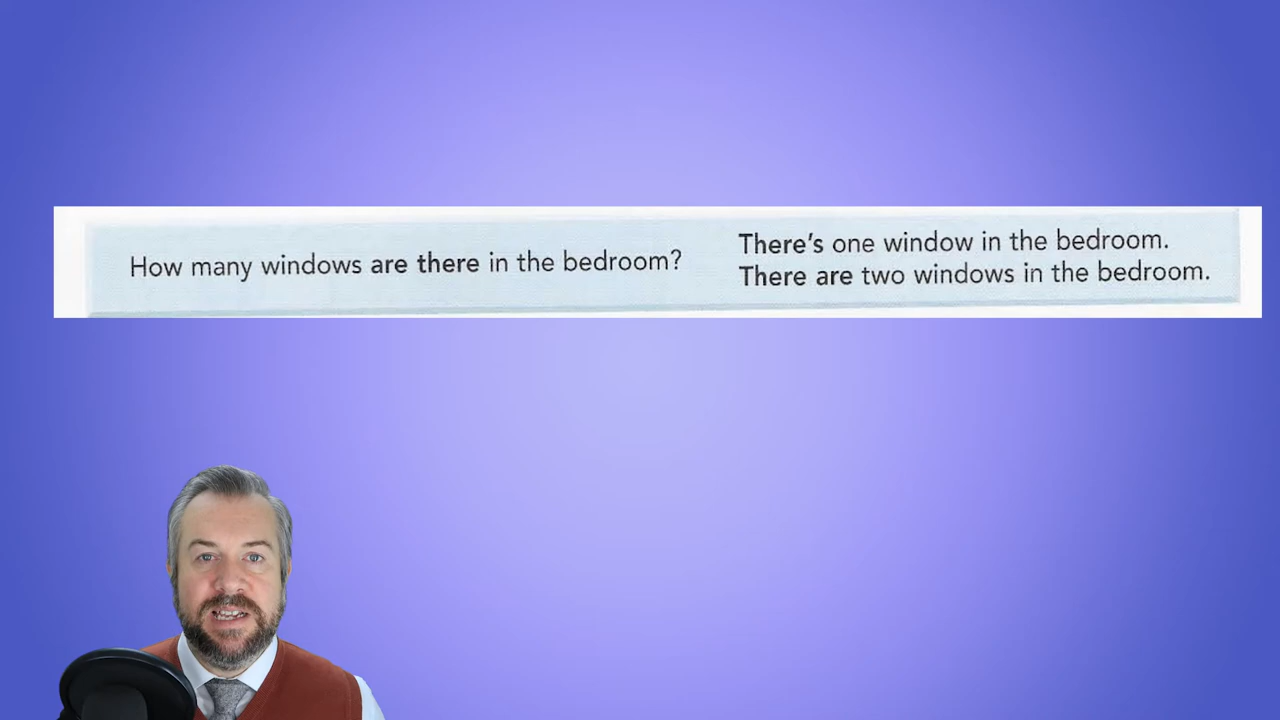 How many windows are there in the bedroom?
There's one window in the bedroom.
There are two windows in the bedroom.